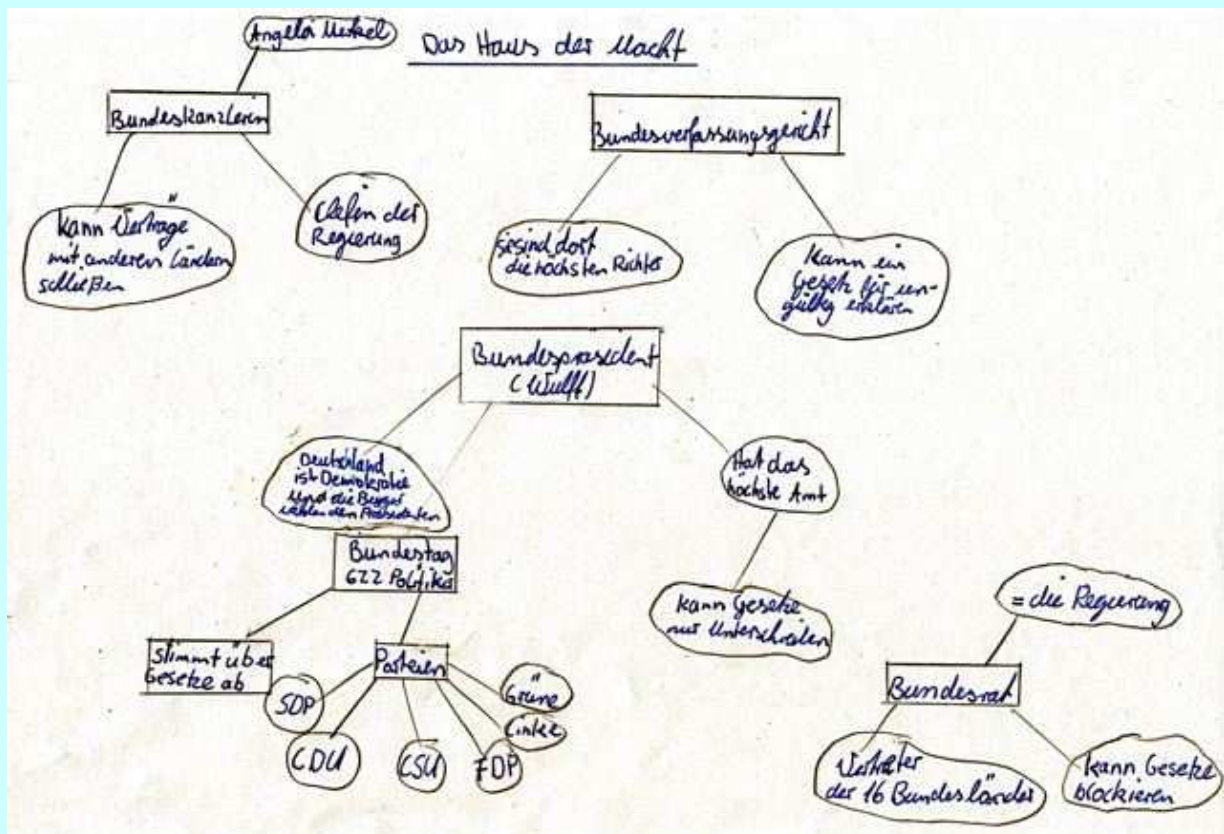 Angela Merkel
Das Haus der Macht
Bundeskanzlerin
kann Verträge
mit anderen Ländern
schließen
Chefin der
Regierung
Bundesverfassungsgericht
sie sind dort
die höchsten Richter
Kann ein
Gesetz für un-
gültig erklären
Bundespräsident
(Wulff)
Deutschland
ist Demokratie
und die Bürger
wählen den Präsidenten
Hat das
höchste Amt
kann Gesetze
nur unterschreiben
Bundestag
622 Politiker
stimmt über
Gesetze ab
Parteien
SDP
CDU
CSU
FDP
Linke
Grüne
= die Regierung
Bundesrat
Vertreter
der 16 Bundesländer
kann Gesetze
blockieren